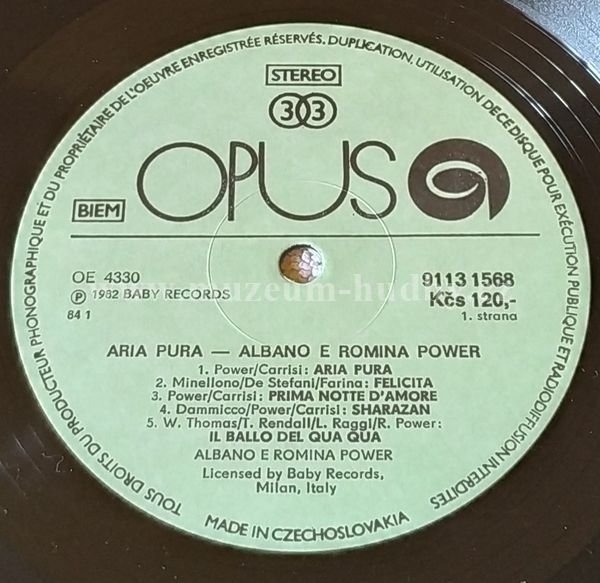 TOUS DROITS DU PRODUCTEUR PHONOGRAPHIQUE ET DU PROPRIÉTAIRE DE L'OEUVRE ENREGISTRÉE RÉSERVÉS. DUPLICATION, UTILISATION DE CE DISQUE POUR EXÉCUTION PUBLIQUE ET RADIODIFFUSION INTERDITES
STEREO
33
OPUS
BIEM
OE 4330
9113 1568
℗ 1982 BABY RECORDS
Kčs 120,-
84 1
1. strana
ARIA PURA — ALBANO E ROMINA POWER
1. Power/Carrisi: ARIA PURA
2. Minellono/De Stefani/Farina: FELICITA
3. Power/Carrisi: PRIMA NOTTE D'AMORE
4. Dammicco/Power/Carrisi: SHARAZAN
5. W. Thomas/T. Rendall/L. Raggi/R. Power:
IL BALLO DEL QUA QUA
ALBANO E ROMINA POWER
Licensed by Baby Records,
Milan, Italy
MADE IN CZECHOSLOVAKIA